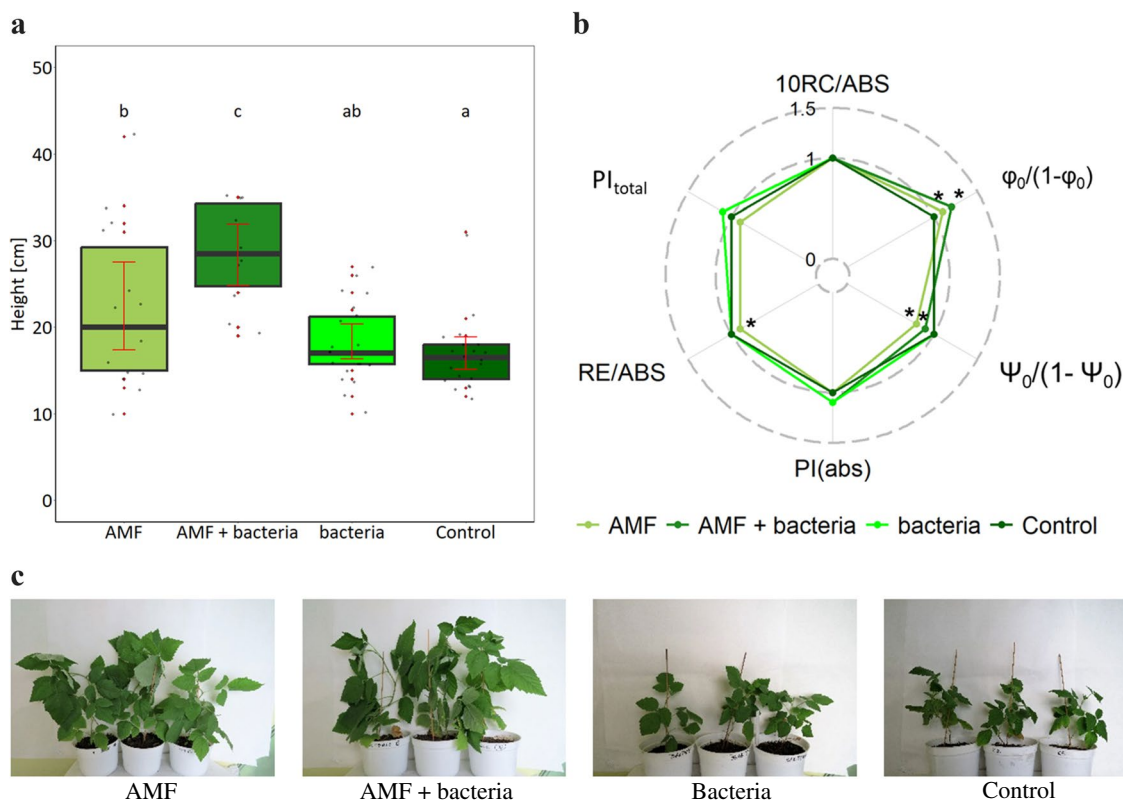 a
Height [cm]
50
40
30
20
10
0
b
c
ab
a
AMF
AMF + bacteria
bacteria
Control
b
10RC/ABS
1.5
1
0
φ₀/(1-φ₀)
Ψ₀/(1- Ψ₀)
PI(abs)
RE/ABS
PItotal
* *
* *
*
AMF AMF + bacteria bacteria Control
c
AMF
AMF + bacteria
Bacteria
Control